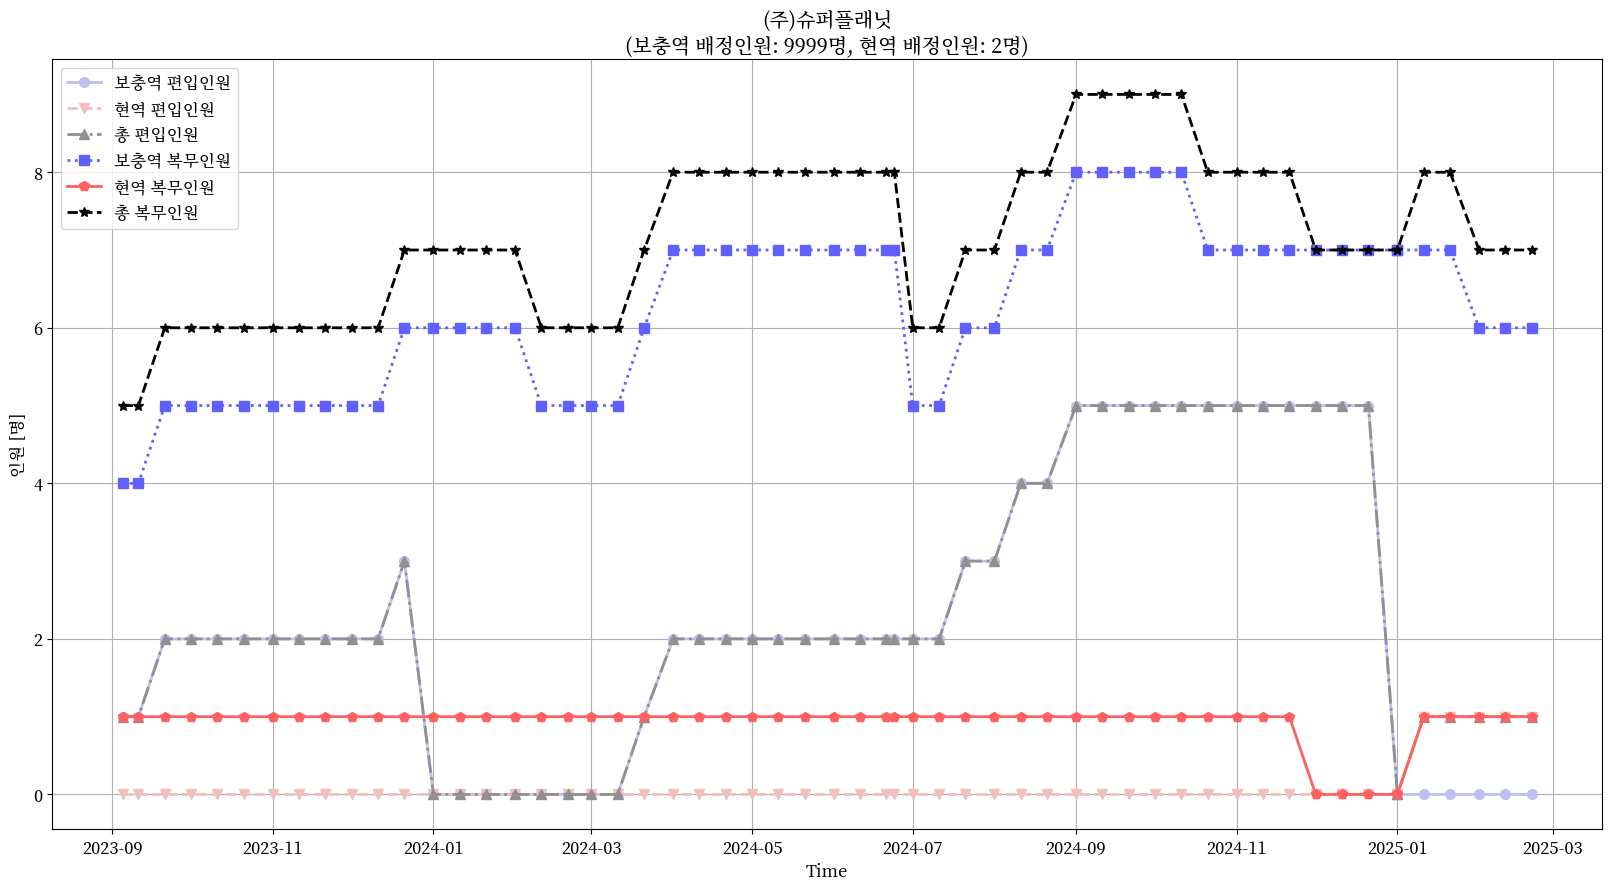 (주)슈퍼플래닛
(보충역 배정인원: 9999명, 현역 배정인원: 2명)
보충역 편입인원
현역 편입인원
총 편입인원
보충역 복무인원
현역 복무인원
총 복무인원
인원 [명]
8
6
4
2
0
2023-09 2023-11 2024-01 2024-03 2024-05 2024-07 2024-09 2024-11 2025-01 2025-03
Time